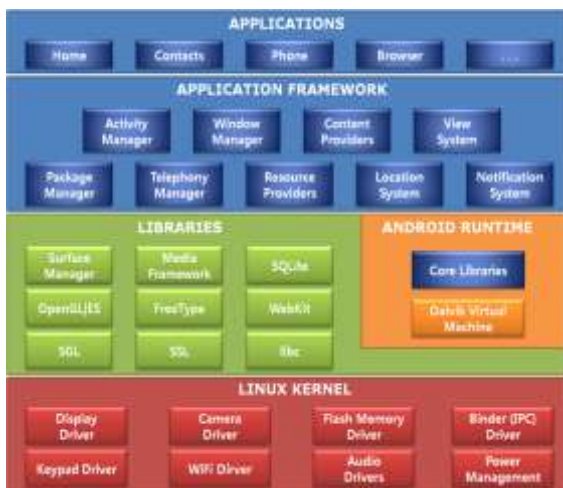 APPLICATIONS
Home
Contacts
Phone
Browser
...
APPLICATION FRAMEWORK
Activity
Manager
Window
Manager
Content
Providers
View
System
Package
Manager
Telephony
Manager
Resource
Providers
Location
System
Notification
System
LIBRARIES
Surface
Manager
Media
Framework
SQLite
OpenGL|ES
FreeType
WebKit
SGL
SSL
libc
ANDROID RUNTIME
Core Libraries
Dalvik Virtual
Machine
LINUX KERNEL
Display
Driver
Camera
Driver
Flash Memory
Driver
Binder (IPC)
Driver
Keypad Driver
WiFi Dirver
Audio
Drivers
Power
Management